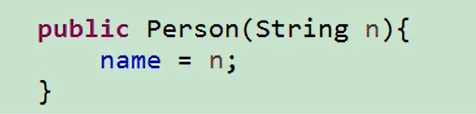 public Person(String n){
name = n;
}